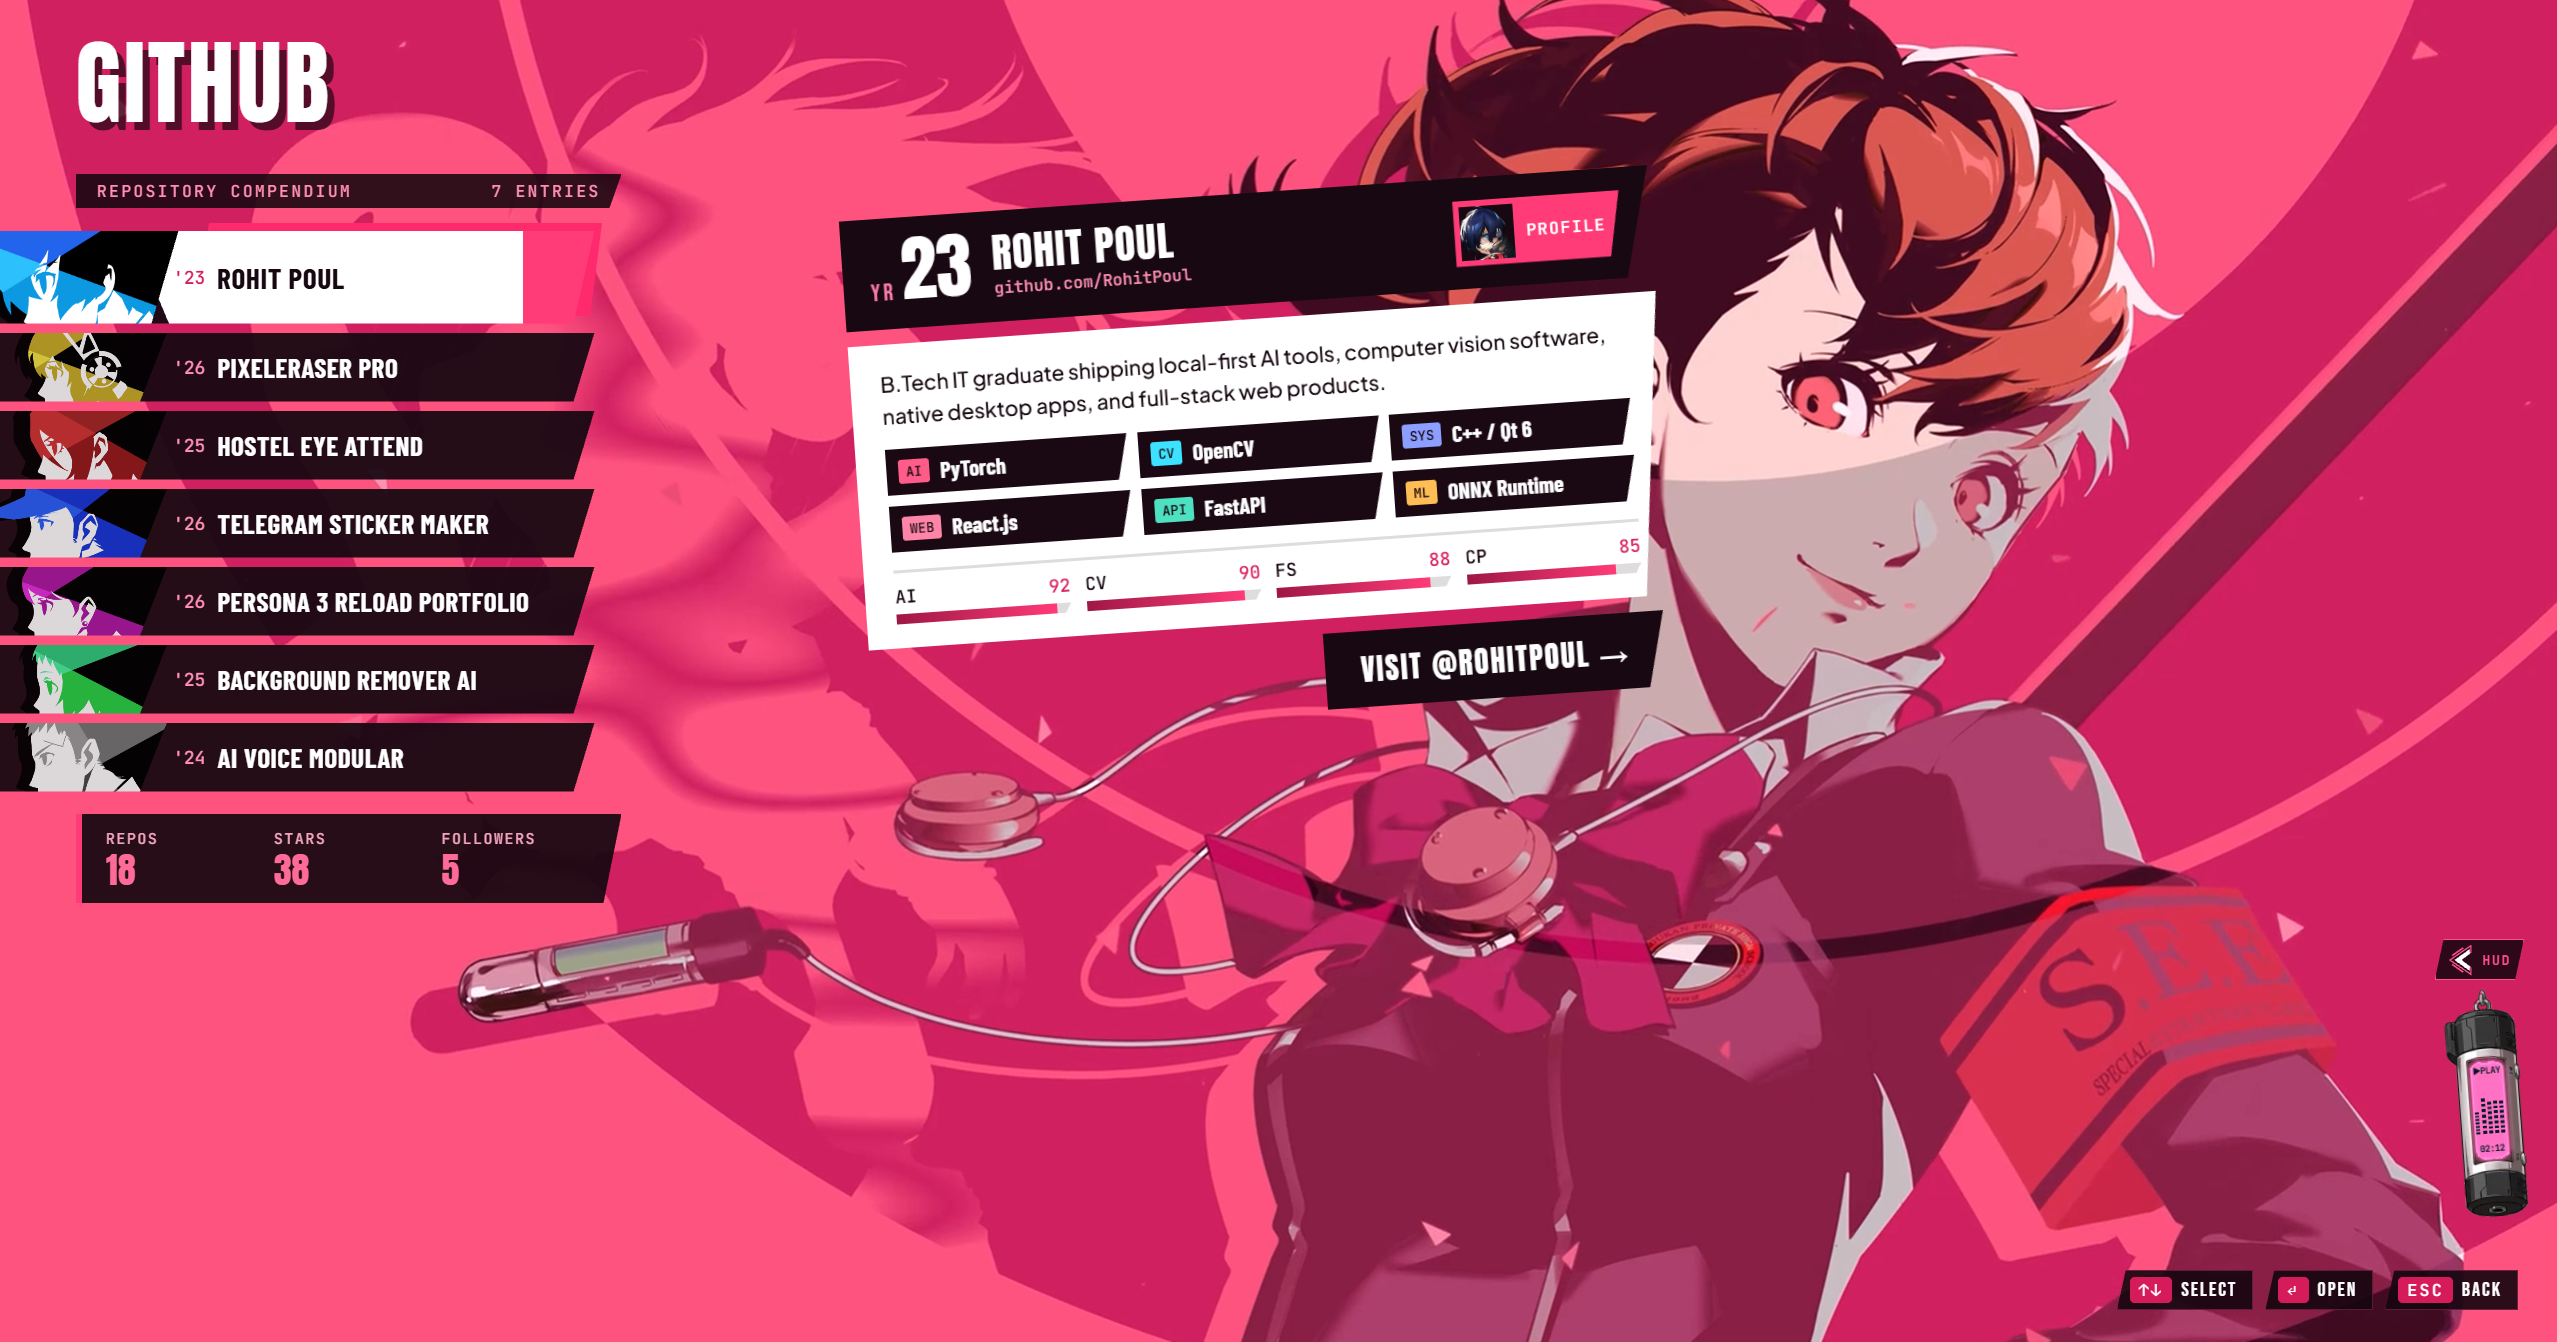 GITHUB
REPOSITORY COMPENDIUM 7 ENTRIES
'23 ROHIT POUL
'26 PIXELERASER PRO
'25 HOSTEL EYE ATTEND
'26 TELEGRAM STICKER MAKER
'26 PERSONA 3 RELOAD PORTFOLIO
'25 BACKGROUND REMOVER AI
'24 AI VOICE MODULAR
REPOS STARS FOLLOWERS
18 38 5
YR 23 ROHIT POUL
github.com/RohitPoul
PROFILE
B.Tech IT graduate shipping local-first AI tools, computer vision software,
native desktop apps, and full-stack web products.
AI PyTorch CV OpenCV SYS C++ / Qt 6
WEB React.js API FastAPI ML ONNX Runtime
AI 92 CV 90 FS 88 CP 85
VISIT @ROHITPOUL →
S.E.E
SPECIAL
HUD
▶PLAY
02:12
↑↓ SELECT ↵ OPEN ESC BACK